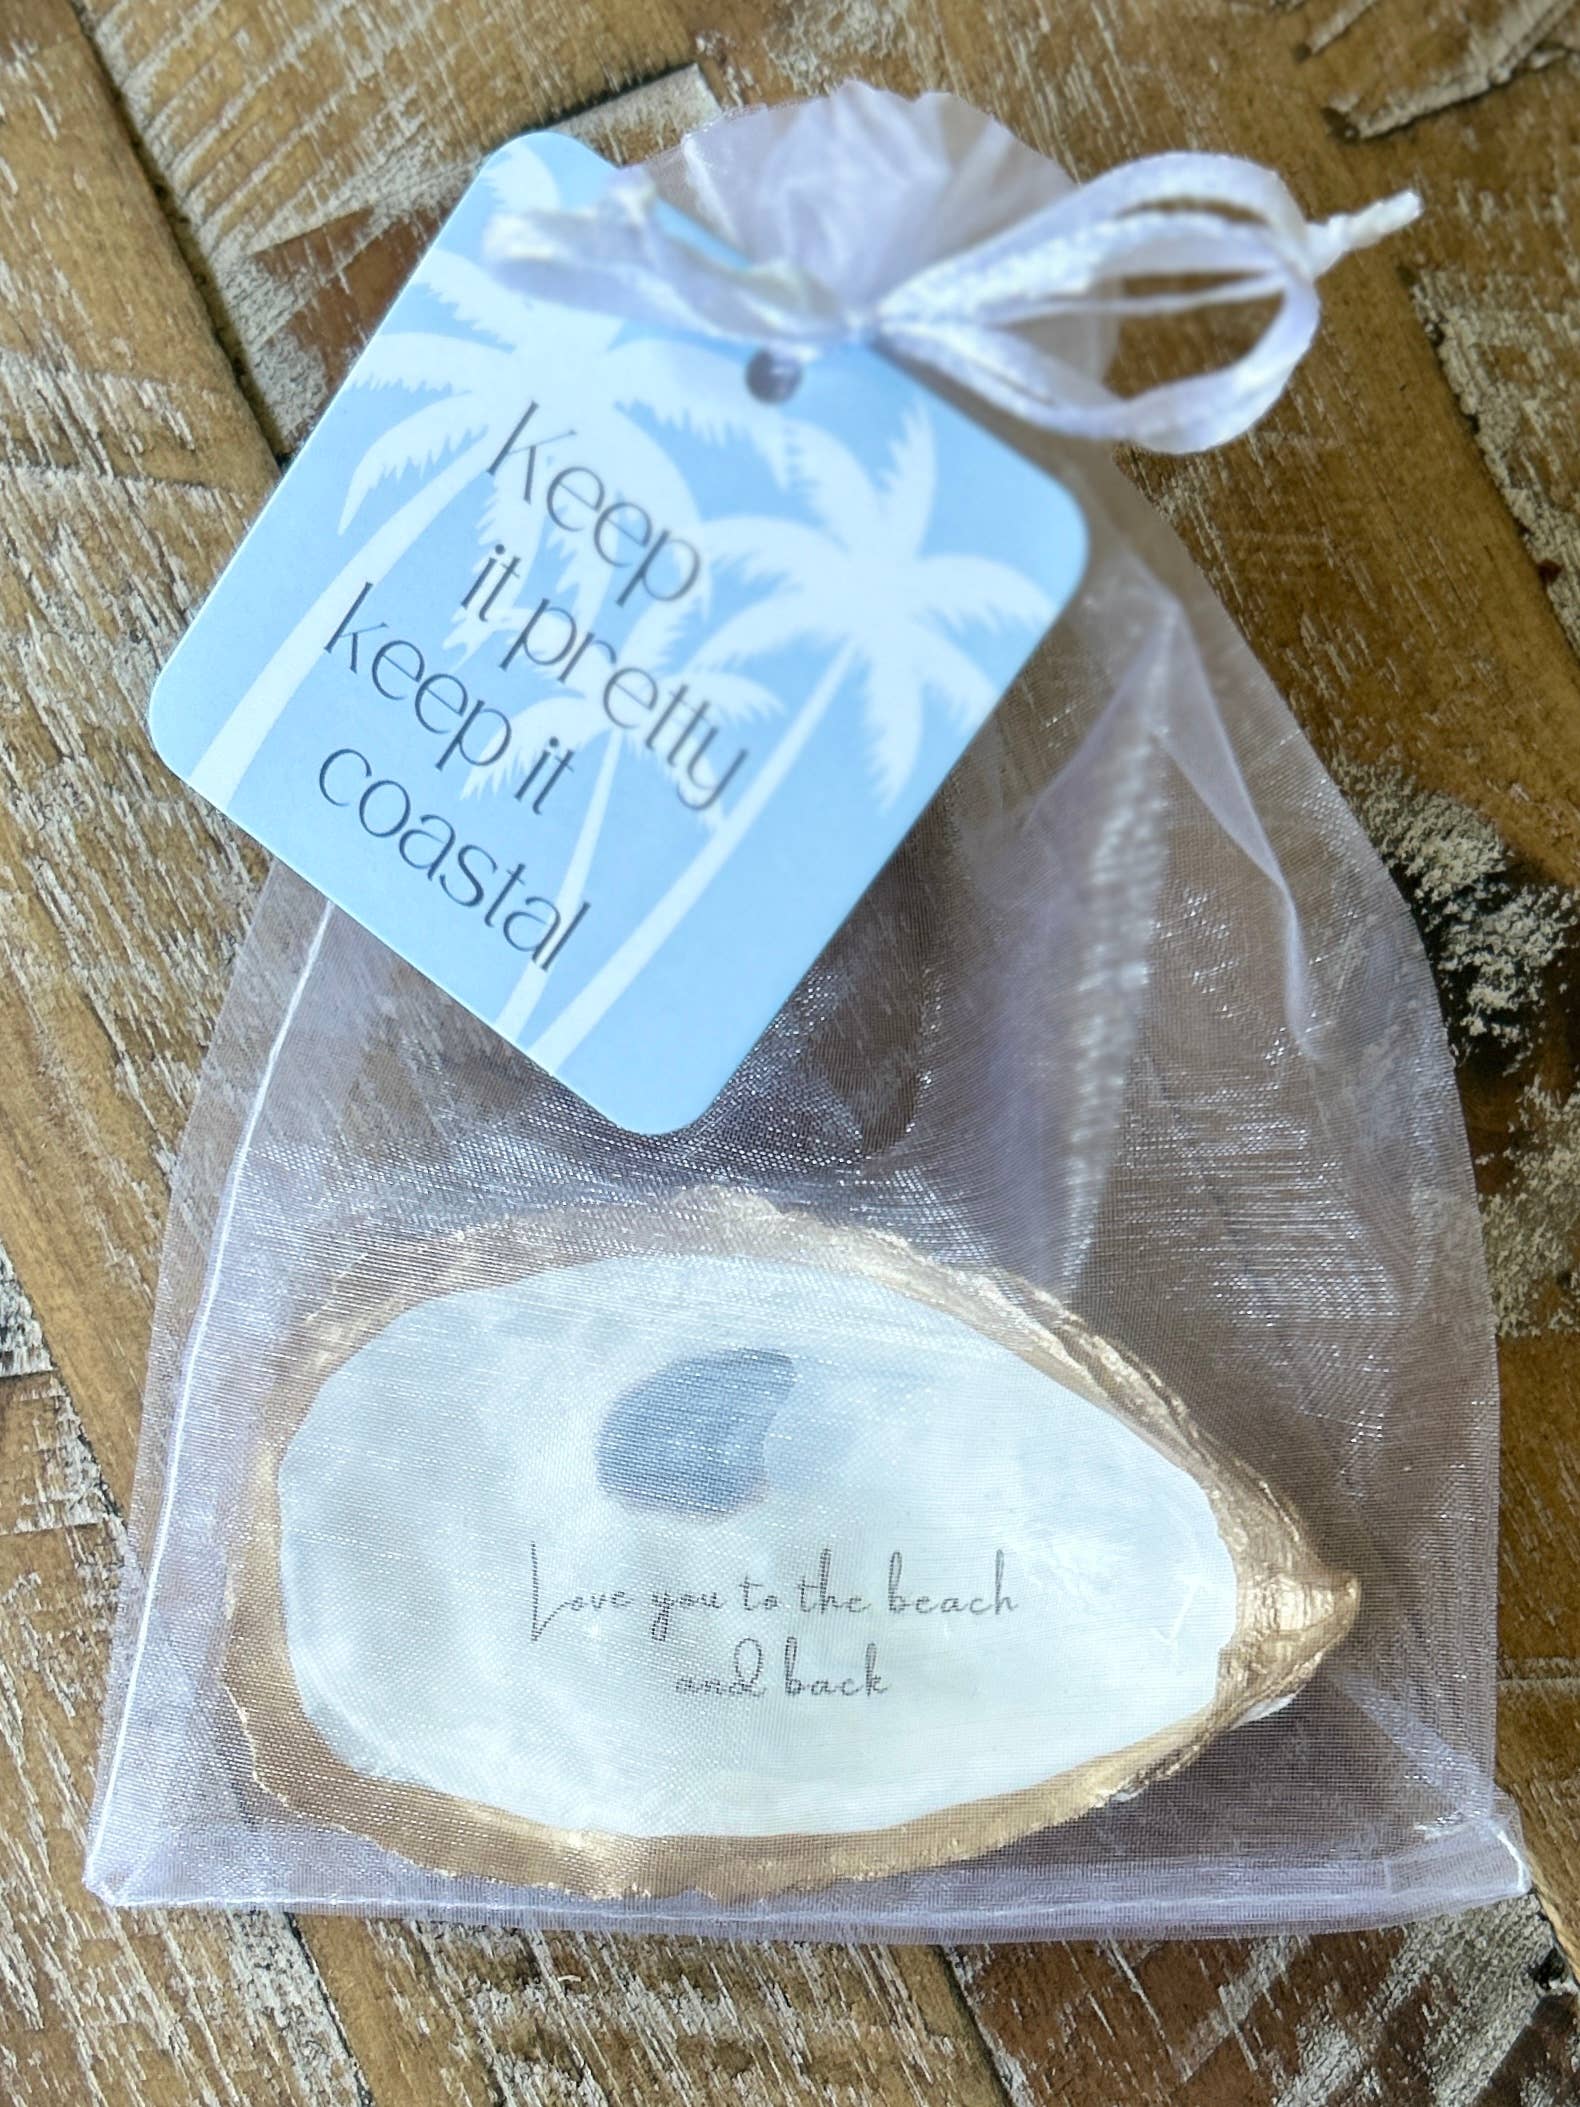 Keep
it pretty
keep it
coastal
Love you to the beach
and back